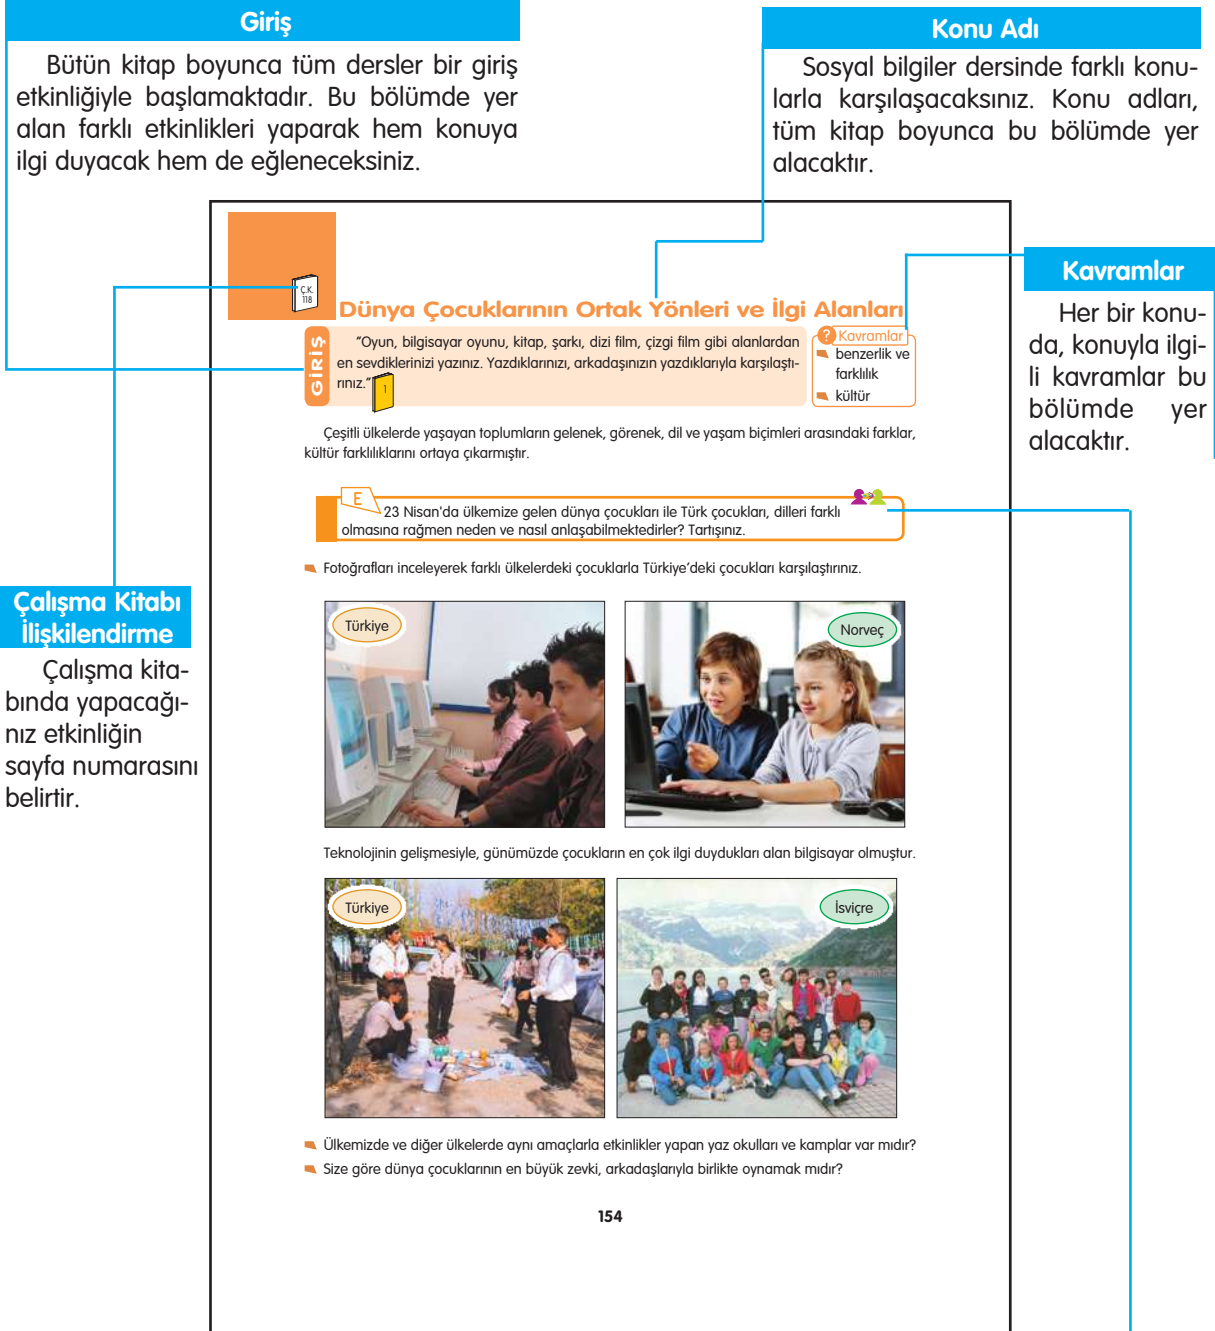 Giriş
Bütün kitap boyunca tüm dersler bir giriş
etkinliğiyle başlamaktadır. Bu bölümde yer
alan farklı etkinlikleri yaparak hem konuya
ilgi duyacak hem de eğleneceksiniz.
Konu Adı
Sosyal bilgiler dersinde farklı konu-
larla karşılaşacaksınız. Konu adları,
tüm kitap boyunca bu bölümde yer
alacaktır.
Kavramlar
Her bir konu-
da, konuyla ilgi-
li kavramlar bu
bölümde yer
alacaktır.
Ç.K.
118
Dünya Çocuklarının Ortak Yönleri ve İlgi Alanları
GİRİŞ
"Oyun, bilgisayar oyunu, kitap, şarkı, dizi film, çizgi film gibi alanlardan
en sevdiklerinizi yazınız. Yazdıklarınızı, arkadaşınızın yazdıklarıyla karşılaştı-
rınız."
1
? Kavramlar
benzerlik ve
farklılık
kültür
Çeşitli ülkelerde yaşayan toplumların gelenek, görenek, dil ve yaşam biçimleri arasındaki farklar,
kültür farklılıklarını ortaya çıkarmıştır.
E
23 Nisan'da ülkemize gelen dünya çocukları ile Türk çocukları, dilleri farklı
olmasına rağmen neden ve nasıl anlaşabilmektedirler? Tartışınız.
Fotoğrafları inceleyerek farklı ülkelerdeki çocuklarla Türkiye'deki çocukları karşılaştırınız.
Çalışma Kitabı
İlişkilendirme
Çalışma kita-
bında yapacağı-
nız etkinliğin
sayfa numarasını
belirtir.
Türkiye
Norveç
Teknolojinin gelişmesiyle, günümüzde çocukların en çok ilgi duydukları alan bilgisayar olmuştur.
Türkiye
İsviçre
Ülkemizde ve diğer ülkelerde aynı amaçlarla etkinlikler yapan yaz okulları ve kamplar var mıdır?
Size göre dünya çocuklarının en büyük zevki, arkadaşlarıyla birlikte oynamak mıdır?
154